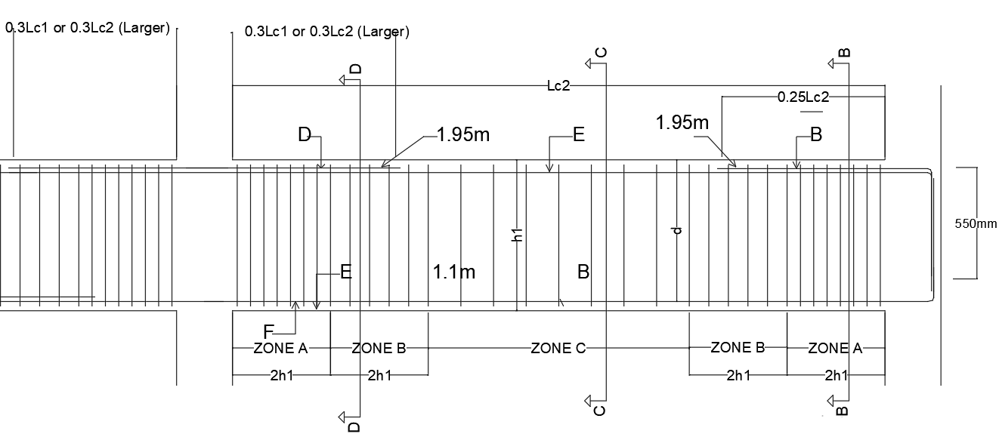 0.3Lc1 or 0.3Lc2 (Larger)
0.3Lc1 or 0.3Lc2 (Larger)
D
C
B
Lc2
0.25Lc2
D
1.95m
E
1.95m
B
h1
d
550mm
E
1.1m
B
F
ZONE A
ZONE B
ZONE C
ZONE B
ZONE A
2h1
2h1
2h1
2h1
D
C
B